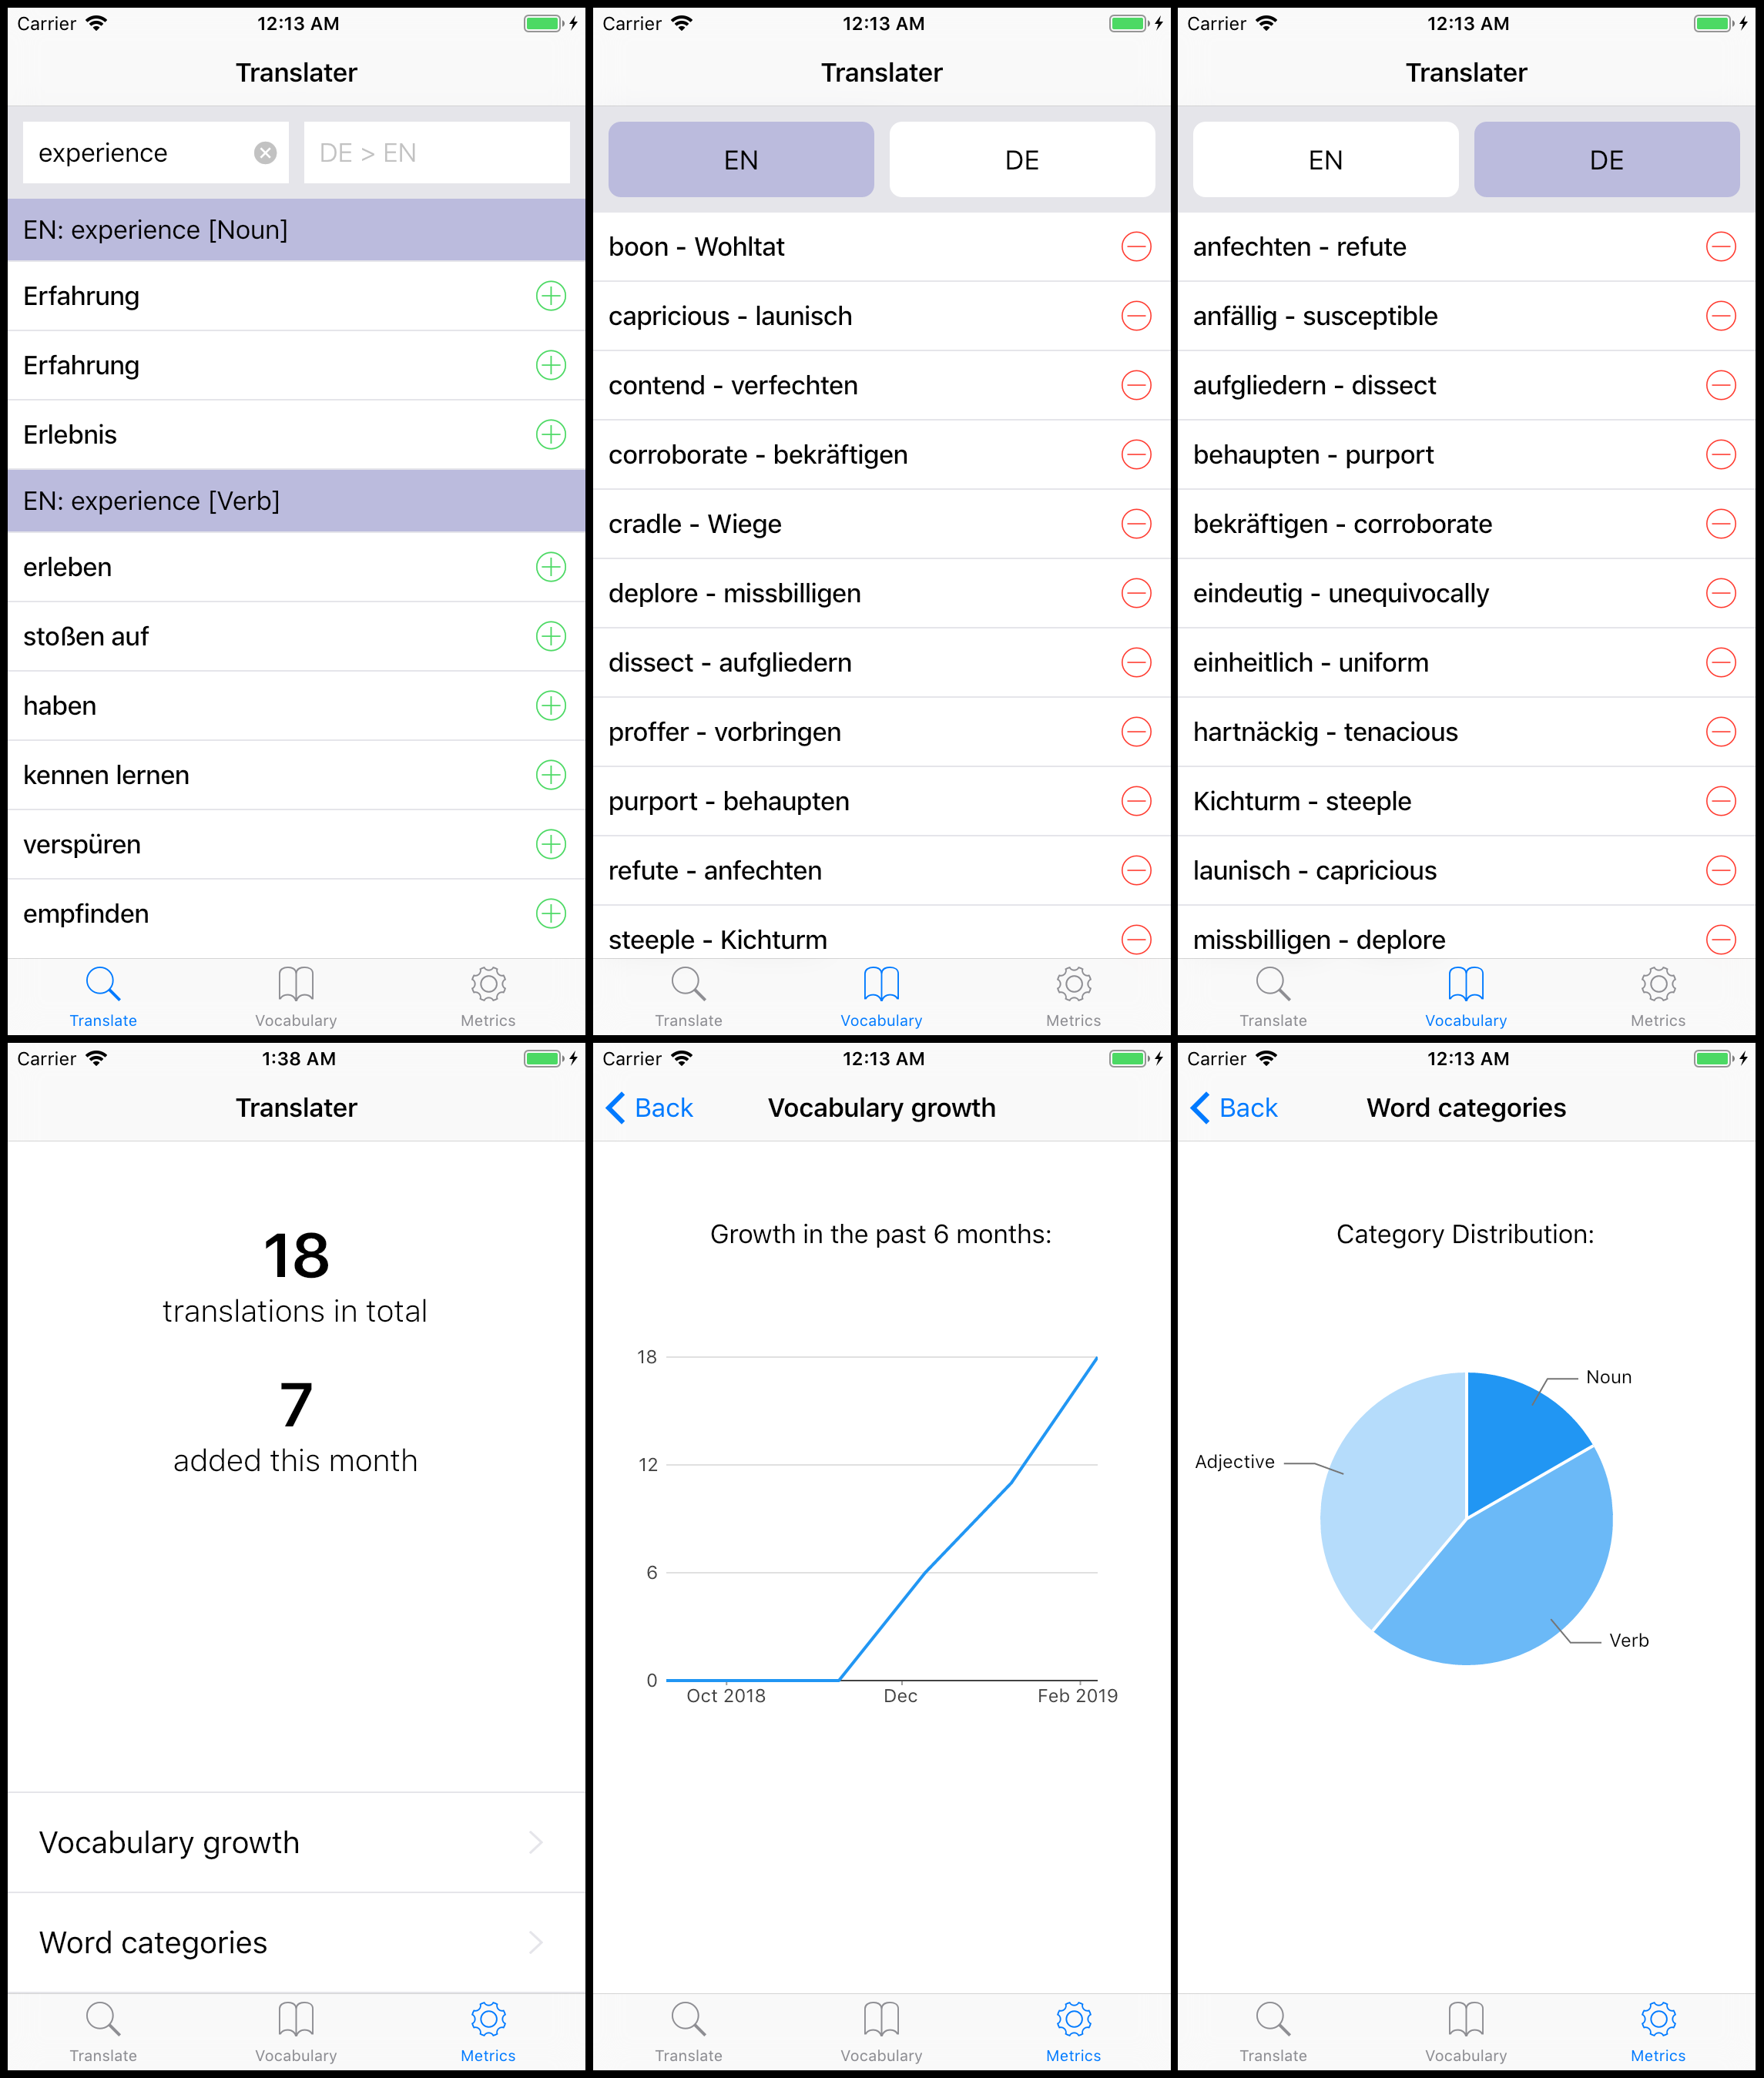 Carrier 12:13 AM
Translater
experience DE > EN
EN: experience [Noun]
Erfahrung
Erfahrung
Erlebnis
EN: experience [Verb]
erleben
stoßen auf
haben
kennen lernen
verspüren
empfinden
Translate Vocabulary Metrics
Carrier 12:13 AM
Translater
EN DE
boon - Wohltat
capricious - launisch
contend - verfechten
corroborate - bekräftigen
cradle - Wiege
deplore - missbilligen
dissect - aufgliedern
proffer - vorbringen
purport - behaupten
refute - anfechten
steeple - Kichturm
Translate Vocabulary Metrics
Carrier 12:13 AM
Translater
EN DE
anfechten - refute
anfällig - susceptible
aufgliedern - dissect
behaupten - purport
bekräftigen - corroborate
eindeutig - unequivocally
einheitlich - uniform
hartnäckig - tenacious
Kichturm - steeple
launisch - capricious
missbilligen - deplore
Translate Vocabulary Metrics
Carrier 1:38 AM
Translater
18
translations in total
7
added this month
Vocabulary growth
Word categories
Translate Vocabulary Metrics
Carrier 12:13 AM
Back Vocabulary growth
Growth in the past 6 months:
18
12
6
0
Oct 2018 Dec Feb 2019
Translate Vocabulary Metrics
Carrier 12:13 AM
Back Word categories
Category Distribution:
Noun
Adjective
Verb
Translate Vocabulary Metrics